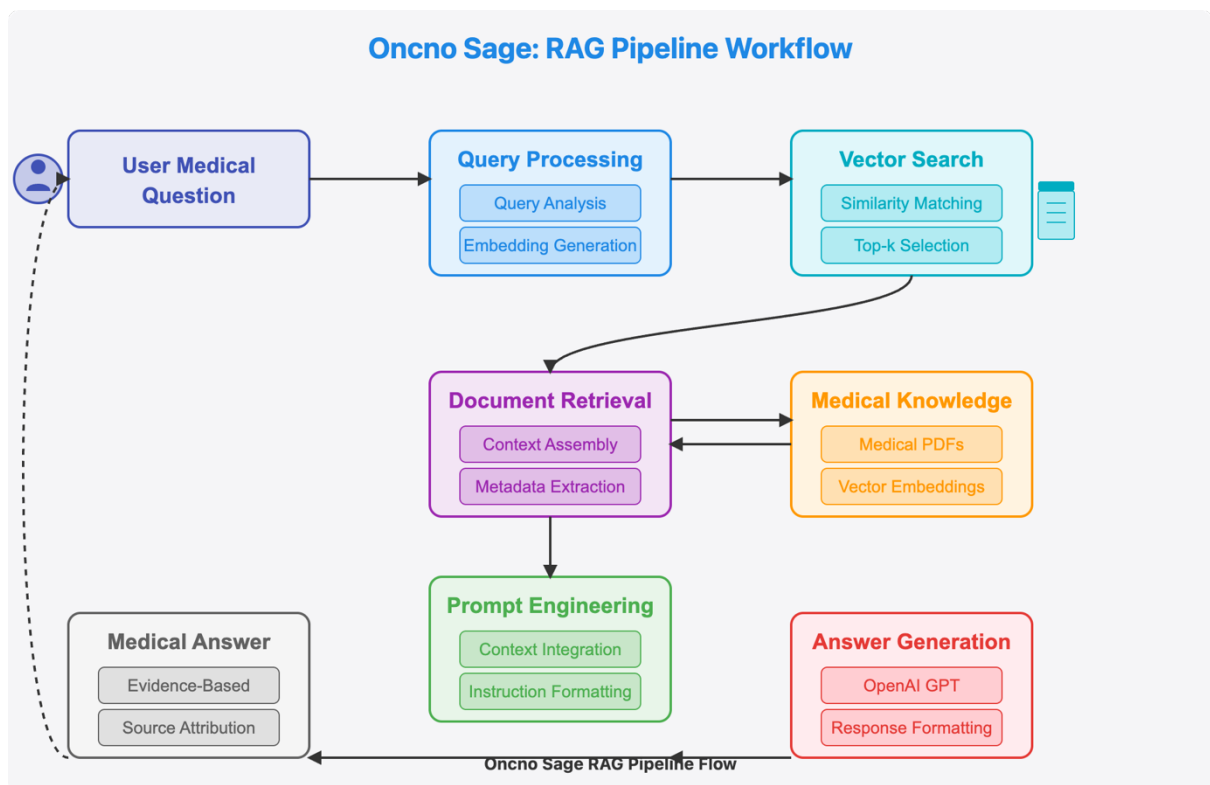 Oncno Sage: RAG Pipeline Workflow
User Medical
Question
Query Processing
Query Analysis
Embedding Generation
Vector Search
Similarity Matching
Top-k Selection
Document Retrieval
Context Assembly
Metadata Extraction
Medical Knowledge
Medical PDFs
Vector Embeddings
Prompt Engineering
Context Integration
Instruction Formatting
Medical Answer
Evidence-Based
Source Attribution
Answer Generation
OpenAI GPT
Response Formatting
Oncno Sage RAG Pipeline Flow